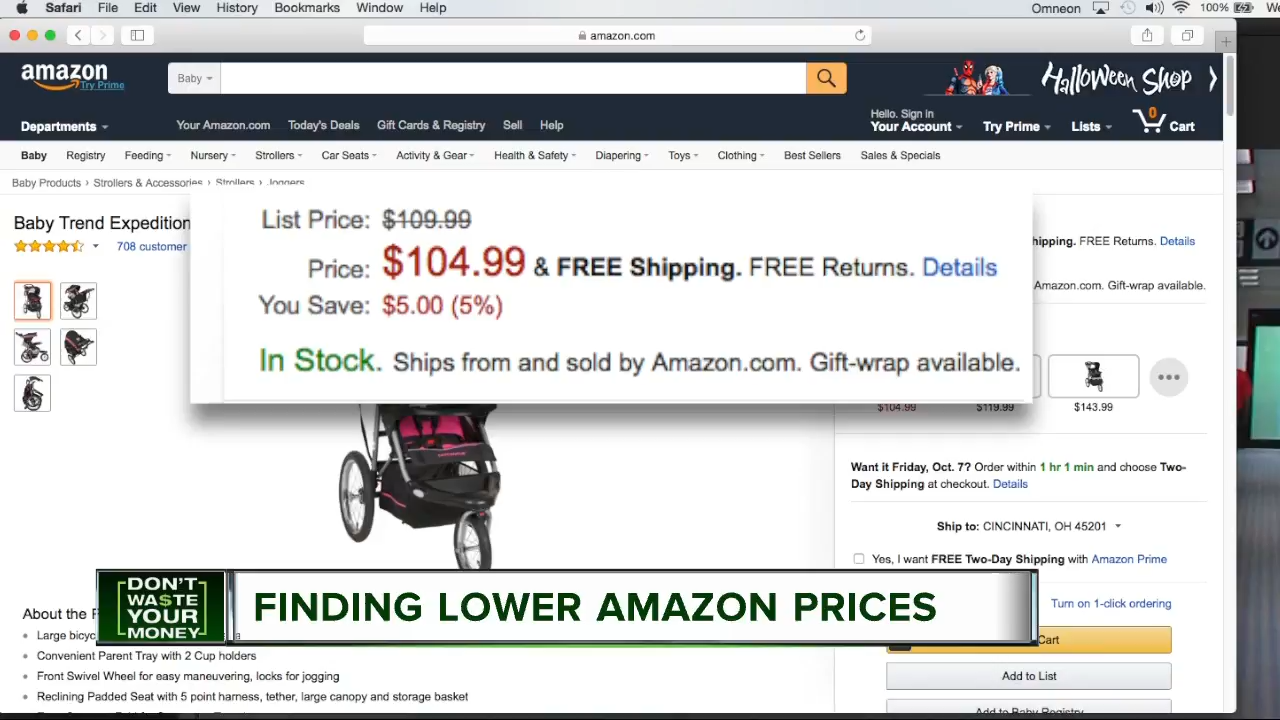 Safari File Edit View History Bookmarks Window Help Omneon 100%
amazon.com
amazon
Try Prime
Baby
Halloween Shop
Departments
Your Amazon.com Today's Deals Gift Cards & Registry Sell Help
Hello. Sign in
Your Account Try Prime Lists 0 Cart
Baby Registry Feeding Nursery Strollers Car Seats Activity & Gear Health & Safety Diapering Toys Clothing Best Sellers Sales & Specials
Baby Products › Strollers & Accessories › Strollers › Joggers
Baby Trend Expedition
708 customer
List Price: $109.99
Price: $104.99 & FREE Shipping. FREE Returns. Details
You Save: $5.00 (5%)
In Stock. Ships from and sold by Amazon.com. Gift-wrap available.
FREE Returns. Details
Amazon.com. Gift-wrap available.
$104.99 $119.99 $143.99
Want it Friday, Oct. 7? Order within 1 hr 1 min and choose Two-
Day Shipping at checkout. Details
Ship to: CINCINNATI, OH 45201
Yes, I want FREE Two-Day Shipping with Amazon Prime
Turn on 1-click ordering
Cart
Add to List
Add to Baby Registry
DON'T
WA$TE
YOUR
MONEY
FINDING LOWER AMAZON PRICES
About the
Large
Convenient Parent Tray with 2 Cup holders
Front Swivel Wheel for easy maneuvering, locks for jogging
Reclining Padded Seat with 5 point harness, tether, large canopy and storage basket